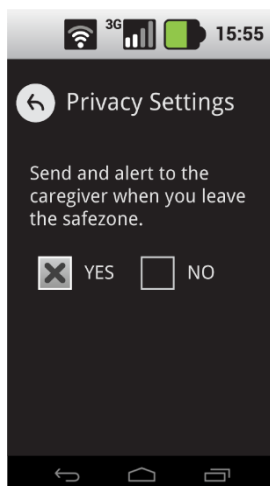 3G 15:55
Privacy Settings
Send and alert to the
caregiver when you leave
the safezone.
YES NO